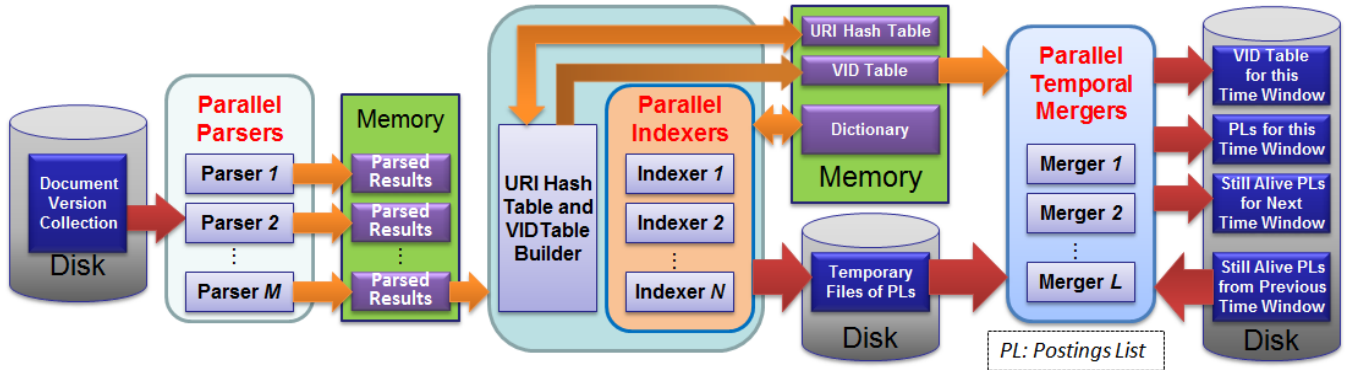 Document
Version
Collection
Disk
Parallel
Parsers
Parser 1
Parser 2
⋮
Parser M
Memory
Parsed
Results
Parsed
Results
⋮
Parsed
Results
URI Hash
Table and
VID Table
Builder
Parallel
Indexers
Indexer 1
Indexer 2
⋮
Indexer N
URI Hash Table
VID Table
Dictionary
Memory
Temporary
Files of PLs
Disk
Parallel
Temporal
Mergers
Merger 1
Merger 2
⋮
Merger L
PL: Postings List
VID Table
for this
Time Window
PLs for this
Time Window
Still Alive PLs
for Next
Time Window
Still Alive PLs
from Previous
Time Window
Disk